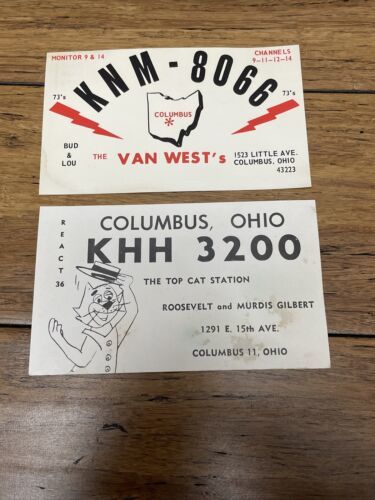 MONITOR 9 & 14
CHANNELS
9-11-12-14
KNM-8066
73's
73's
COLUMBUS
*
BUD
&
LOU
THE VAN WEST's
1523 LITTLE AVE.
COLUMBUS, OHIO
43223
REACT
36
COLUMBUS, OHIO
KHH 3200
THE TOP CAT STATION
ROOSEVELT and MURDIS GILBERT
1291 E. 15th AVE.
COLUMBUS 11, OHIO